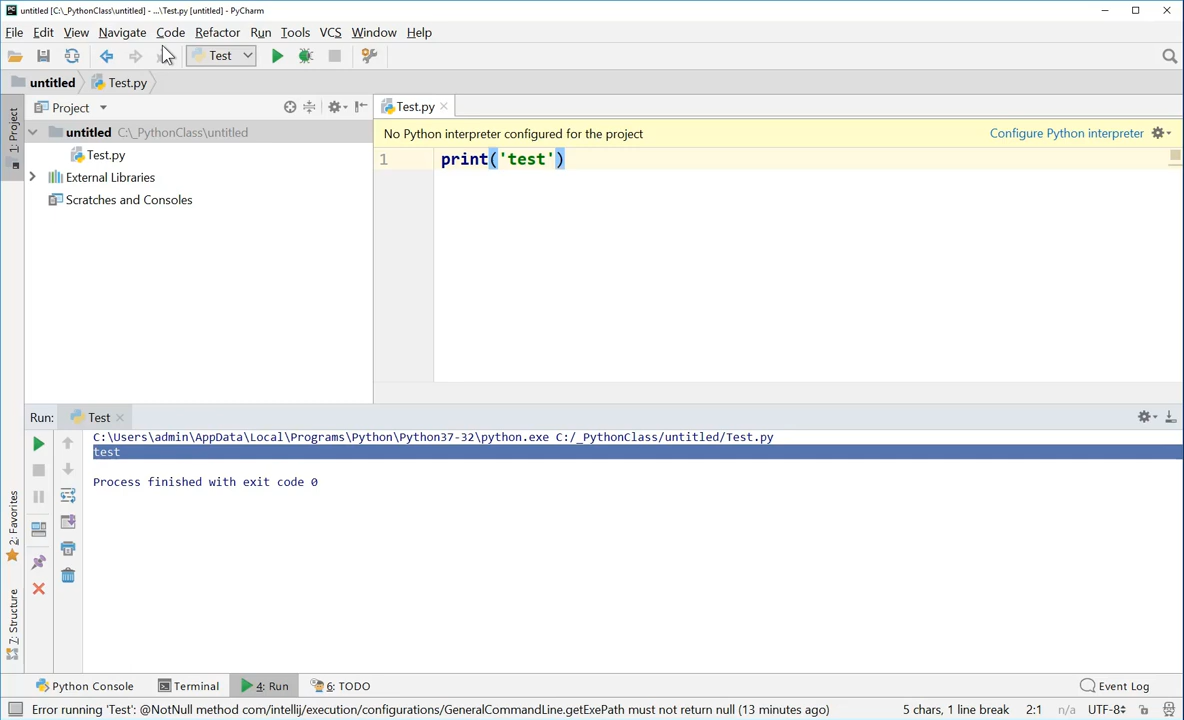 untitled [C:\_PythonClass\untitled] - ...\Test.py [untitled] - PyCharm
File Edit View Navigate Code Refactor Run Tools VCS Window Help
Test
untitled Test.py
1: Project
Project
Test.py
untitled C:\_PythonClass\untitled
No Python interpreter configured for the project
Configure Python interpreter
Test.py
1 print('test')
External Libraries
Scratches and Consoles
Run: Test
C:\Users\admin\AppData\Local\Programs\Python\Python37-32\python.exe C:/_PythonClass/untitled/Test.py
test
Process finished with exit code 0
2: Favorites
7: Structure
Python Console Terminal 4: Run 6: TODO Event Log
Error running 'Test': @NotNull method com/intellij/execution/configurations/GeneralCommandLine.getExePath must not return null (13 minutes ago) 5 chars, 1 line break 2:1 n/a UTF-8